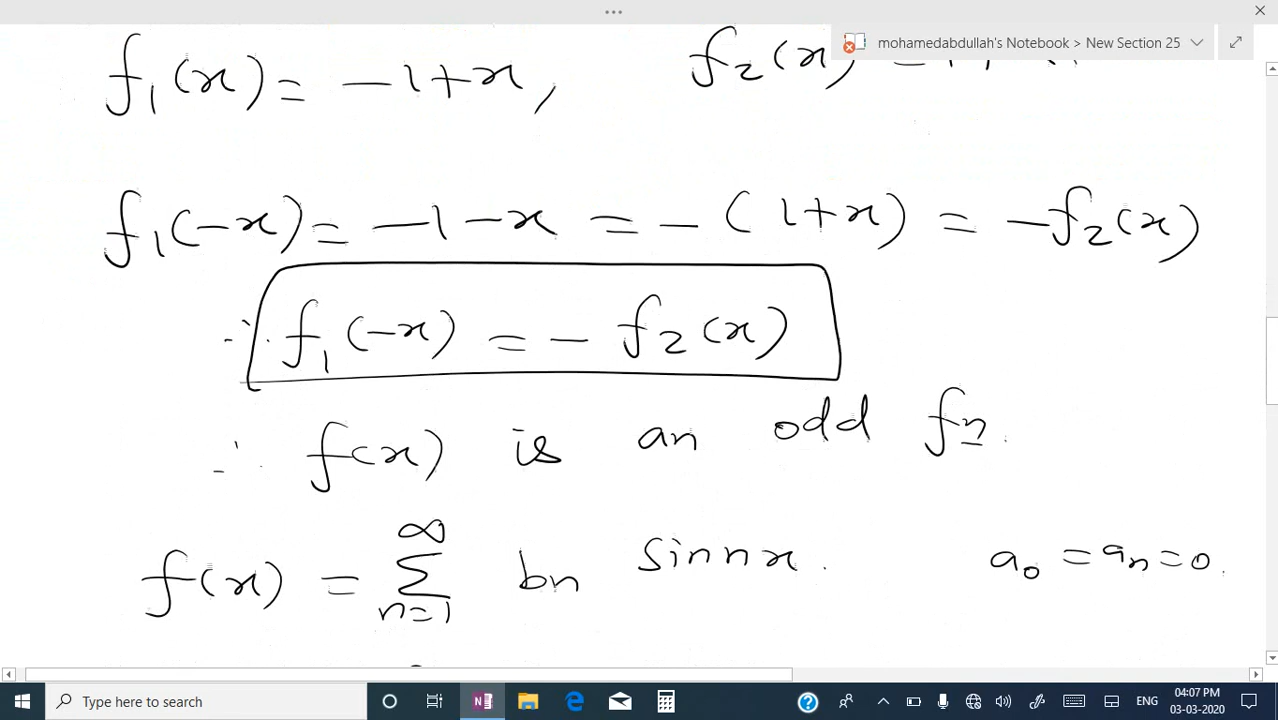 mohamedabdullah's Notebook > New Section 25
f₁(x) = -1+x, f₂(x) =
f₁(-x) = -1-x = -(1+x) = -f₂(x)
∴ f₁(-x) = -f₂(x)
∴ f(x) is an odd fn.
f(x) = ∑_{n=1}^{∞} bn sin nx. a₀ = aₙ = 0.
Type here to search
ENG
04:07 PM
03-03-2020